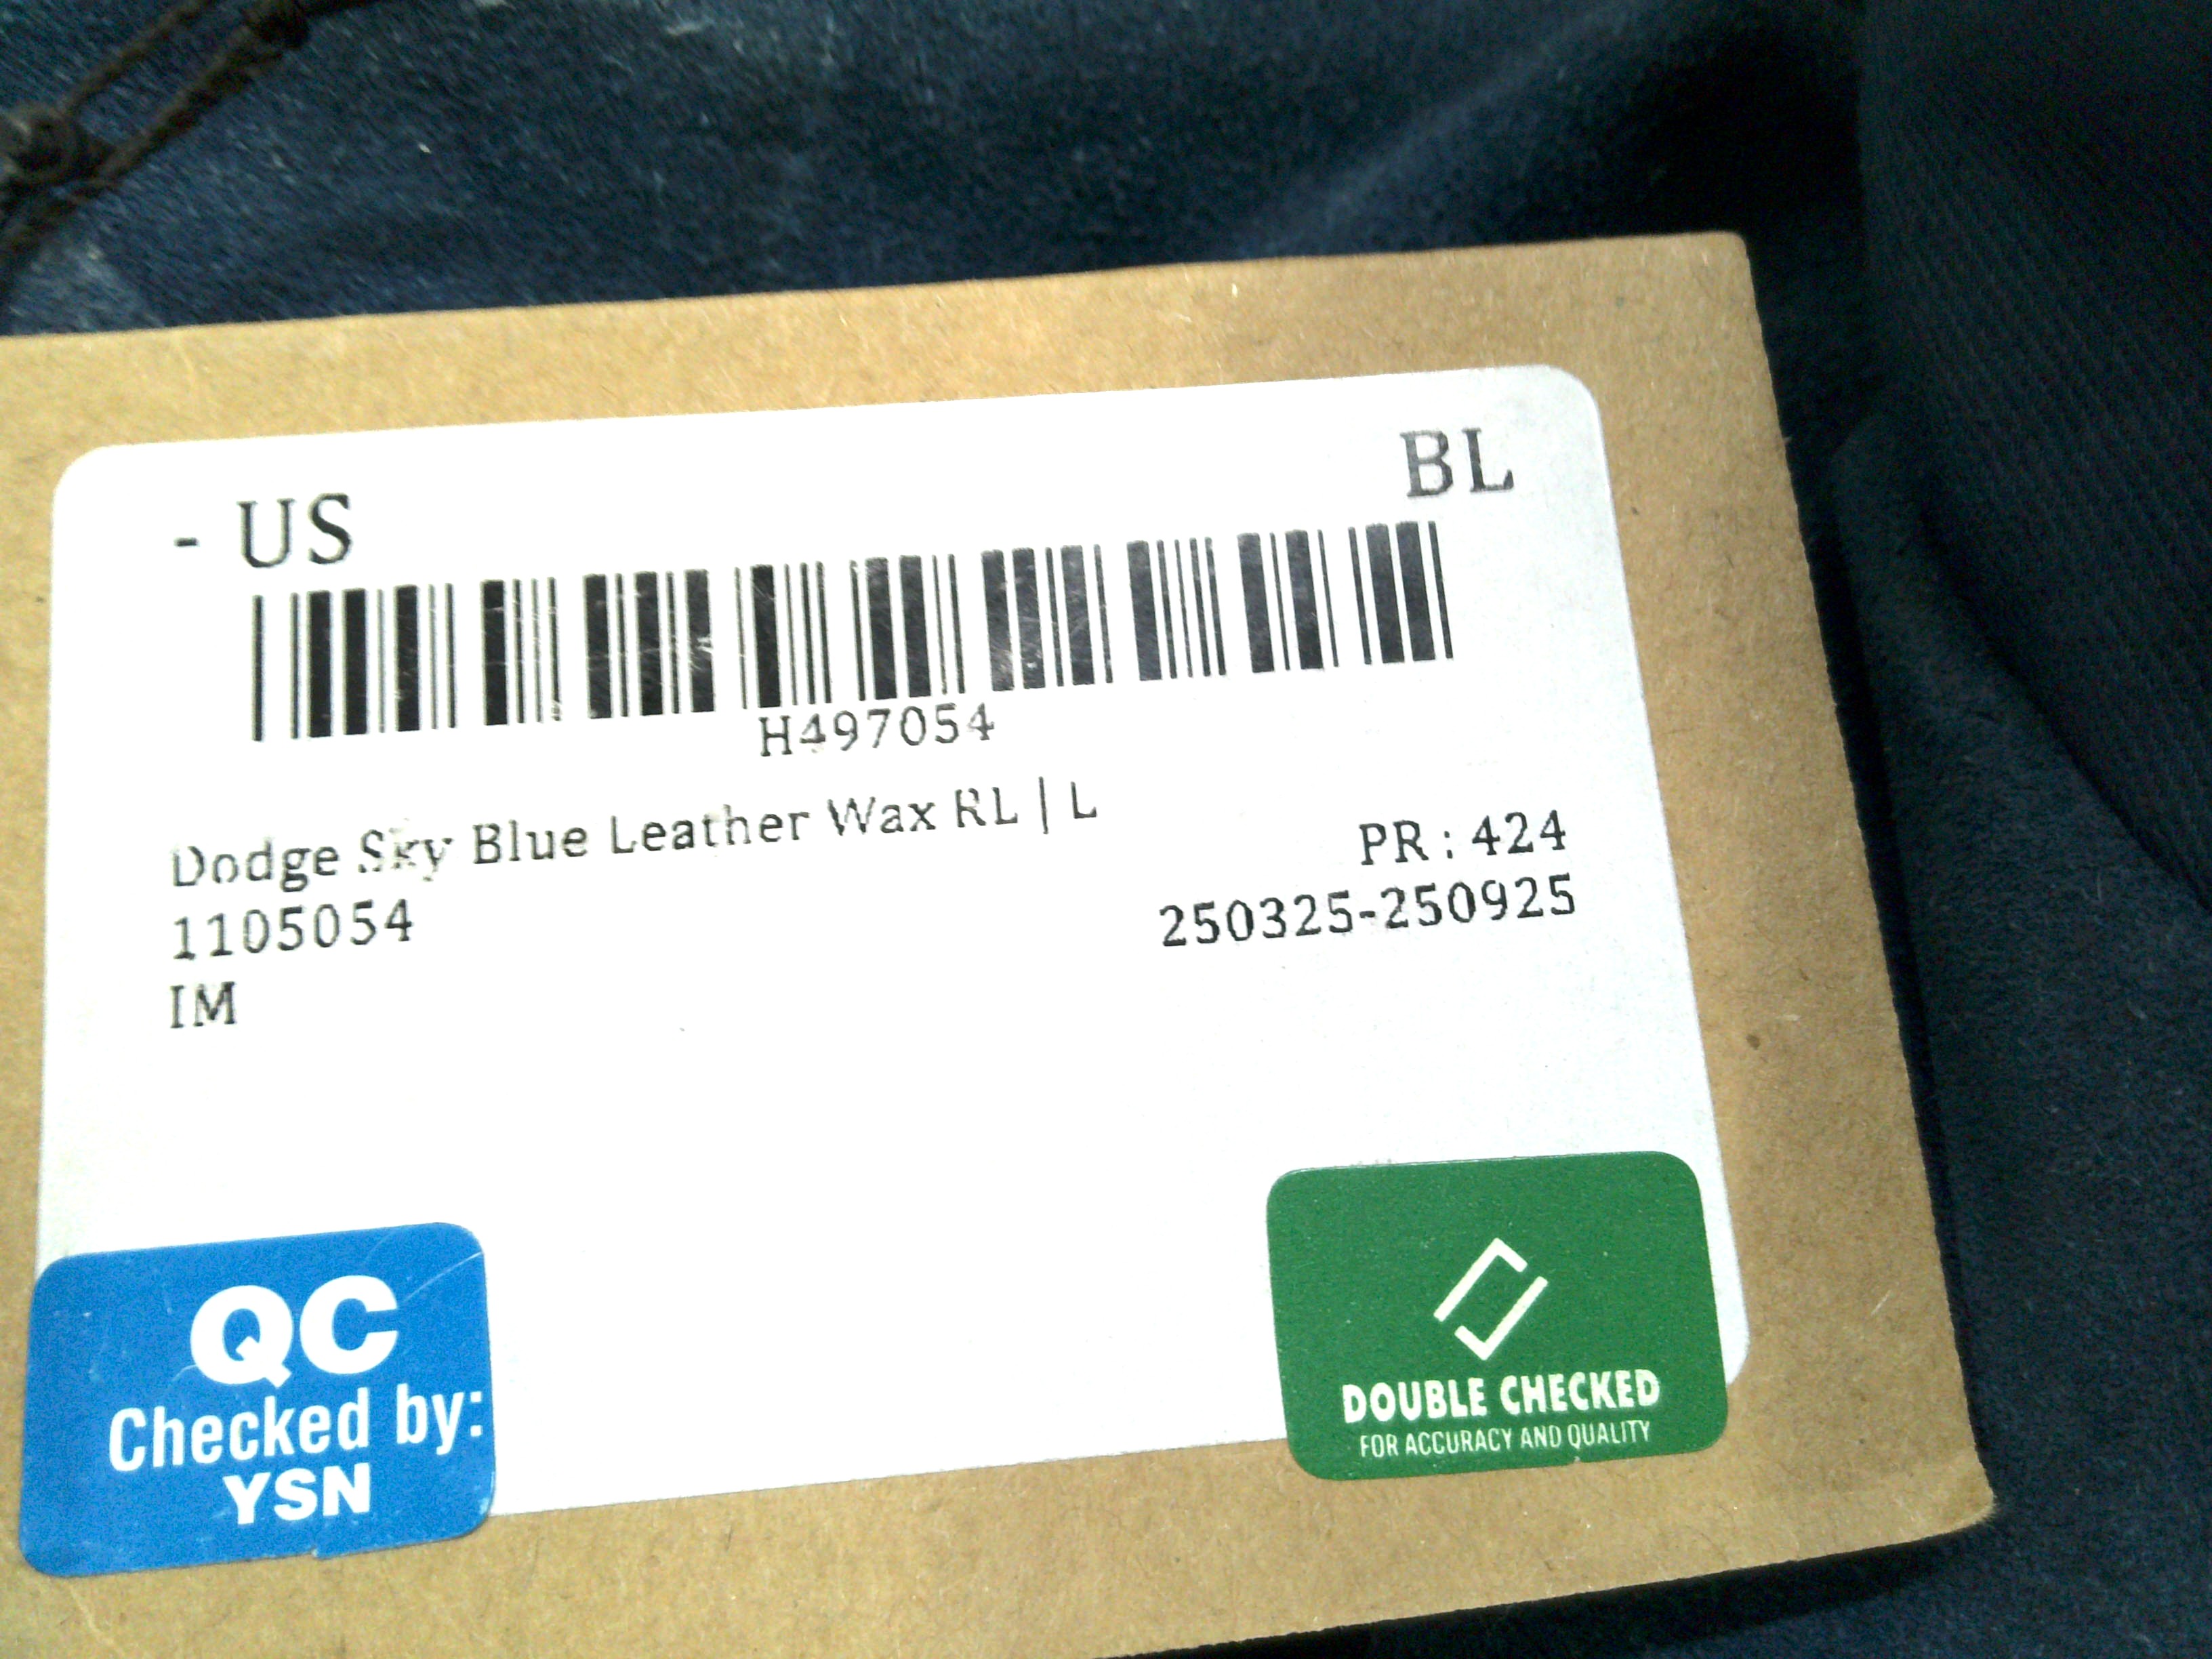 - US
BL
H497054
Dodge Sky Blue Leather Wax RL | L
1105054
PR : 424
250325-250925
IM
QC
Checked by:
YSN
DOUBLE CHECKED
FOR ACCURACY AND QUALITY